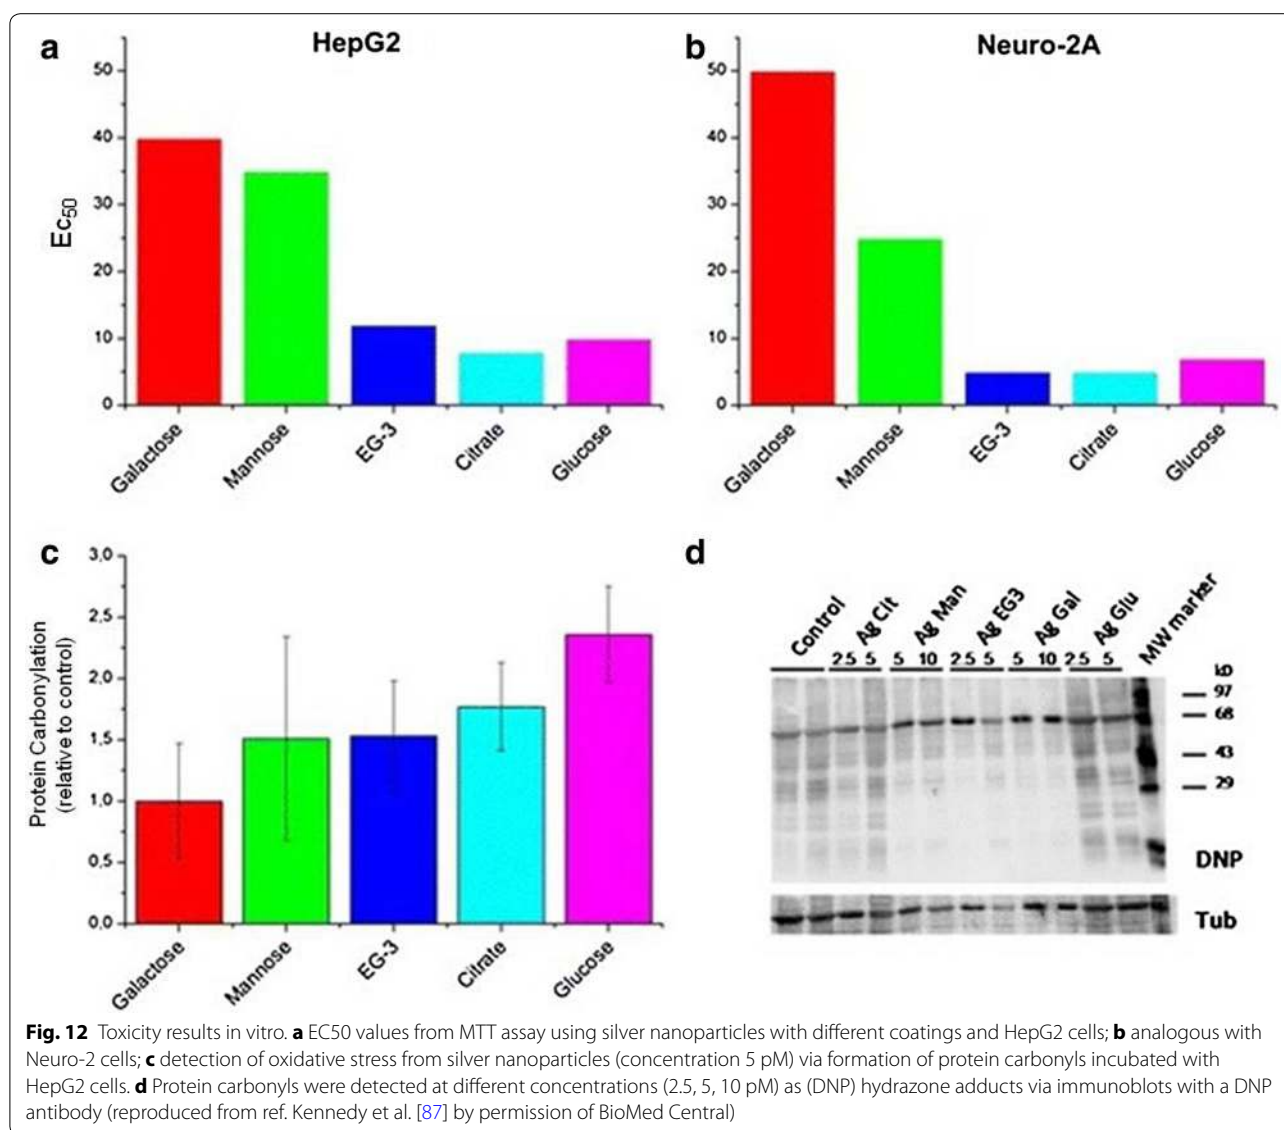 a
HepG2
50
40
30
20
10
0
Ec50
Galactose
Mannose
EG-3
Citrate
Glucose
b
Neuro-2A
50
40
30
20
10
0
Galactose
Mannose
EG-3
Citrate
Glucose
c
3,0
2,5
2,0
1,5
1,0
0,5
0,0
Protein Carbonylation
(relative to control)
Galactose
Mannose
EG-3
Citrate
Glucose
d
Control
Ag Cit
Ag Man
Ag EG3
Ag Gal
Ag Glu
MW marker
2.5 5 5 10 2.5 5 5 10 2.5 5
kD
97
68
43
29
DNP
Tub
Fig. 12 Toxicity results in vitro. a EC50 values from MTT assay using silver nanoparticles with different coatings and HepG2 cells; b analogous with
Neuro-2 cells; c detection of oxidative stress from silver nanoparticles (concentration 5 pM) via formation of protein carbonyls incubated with
HepG2 cells. d Protein carbonyls were detected at different concentrations (2.5, 5, 10 pM) as (DNP) hydrazone adducts via immunoblots with a DNP
antibody (reproduced from ref. Kennedy et al. [87] by permission of BioMed Central)